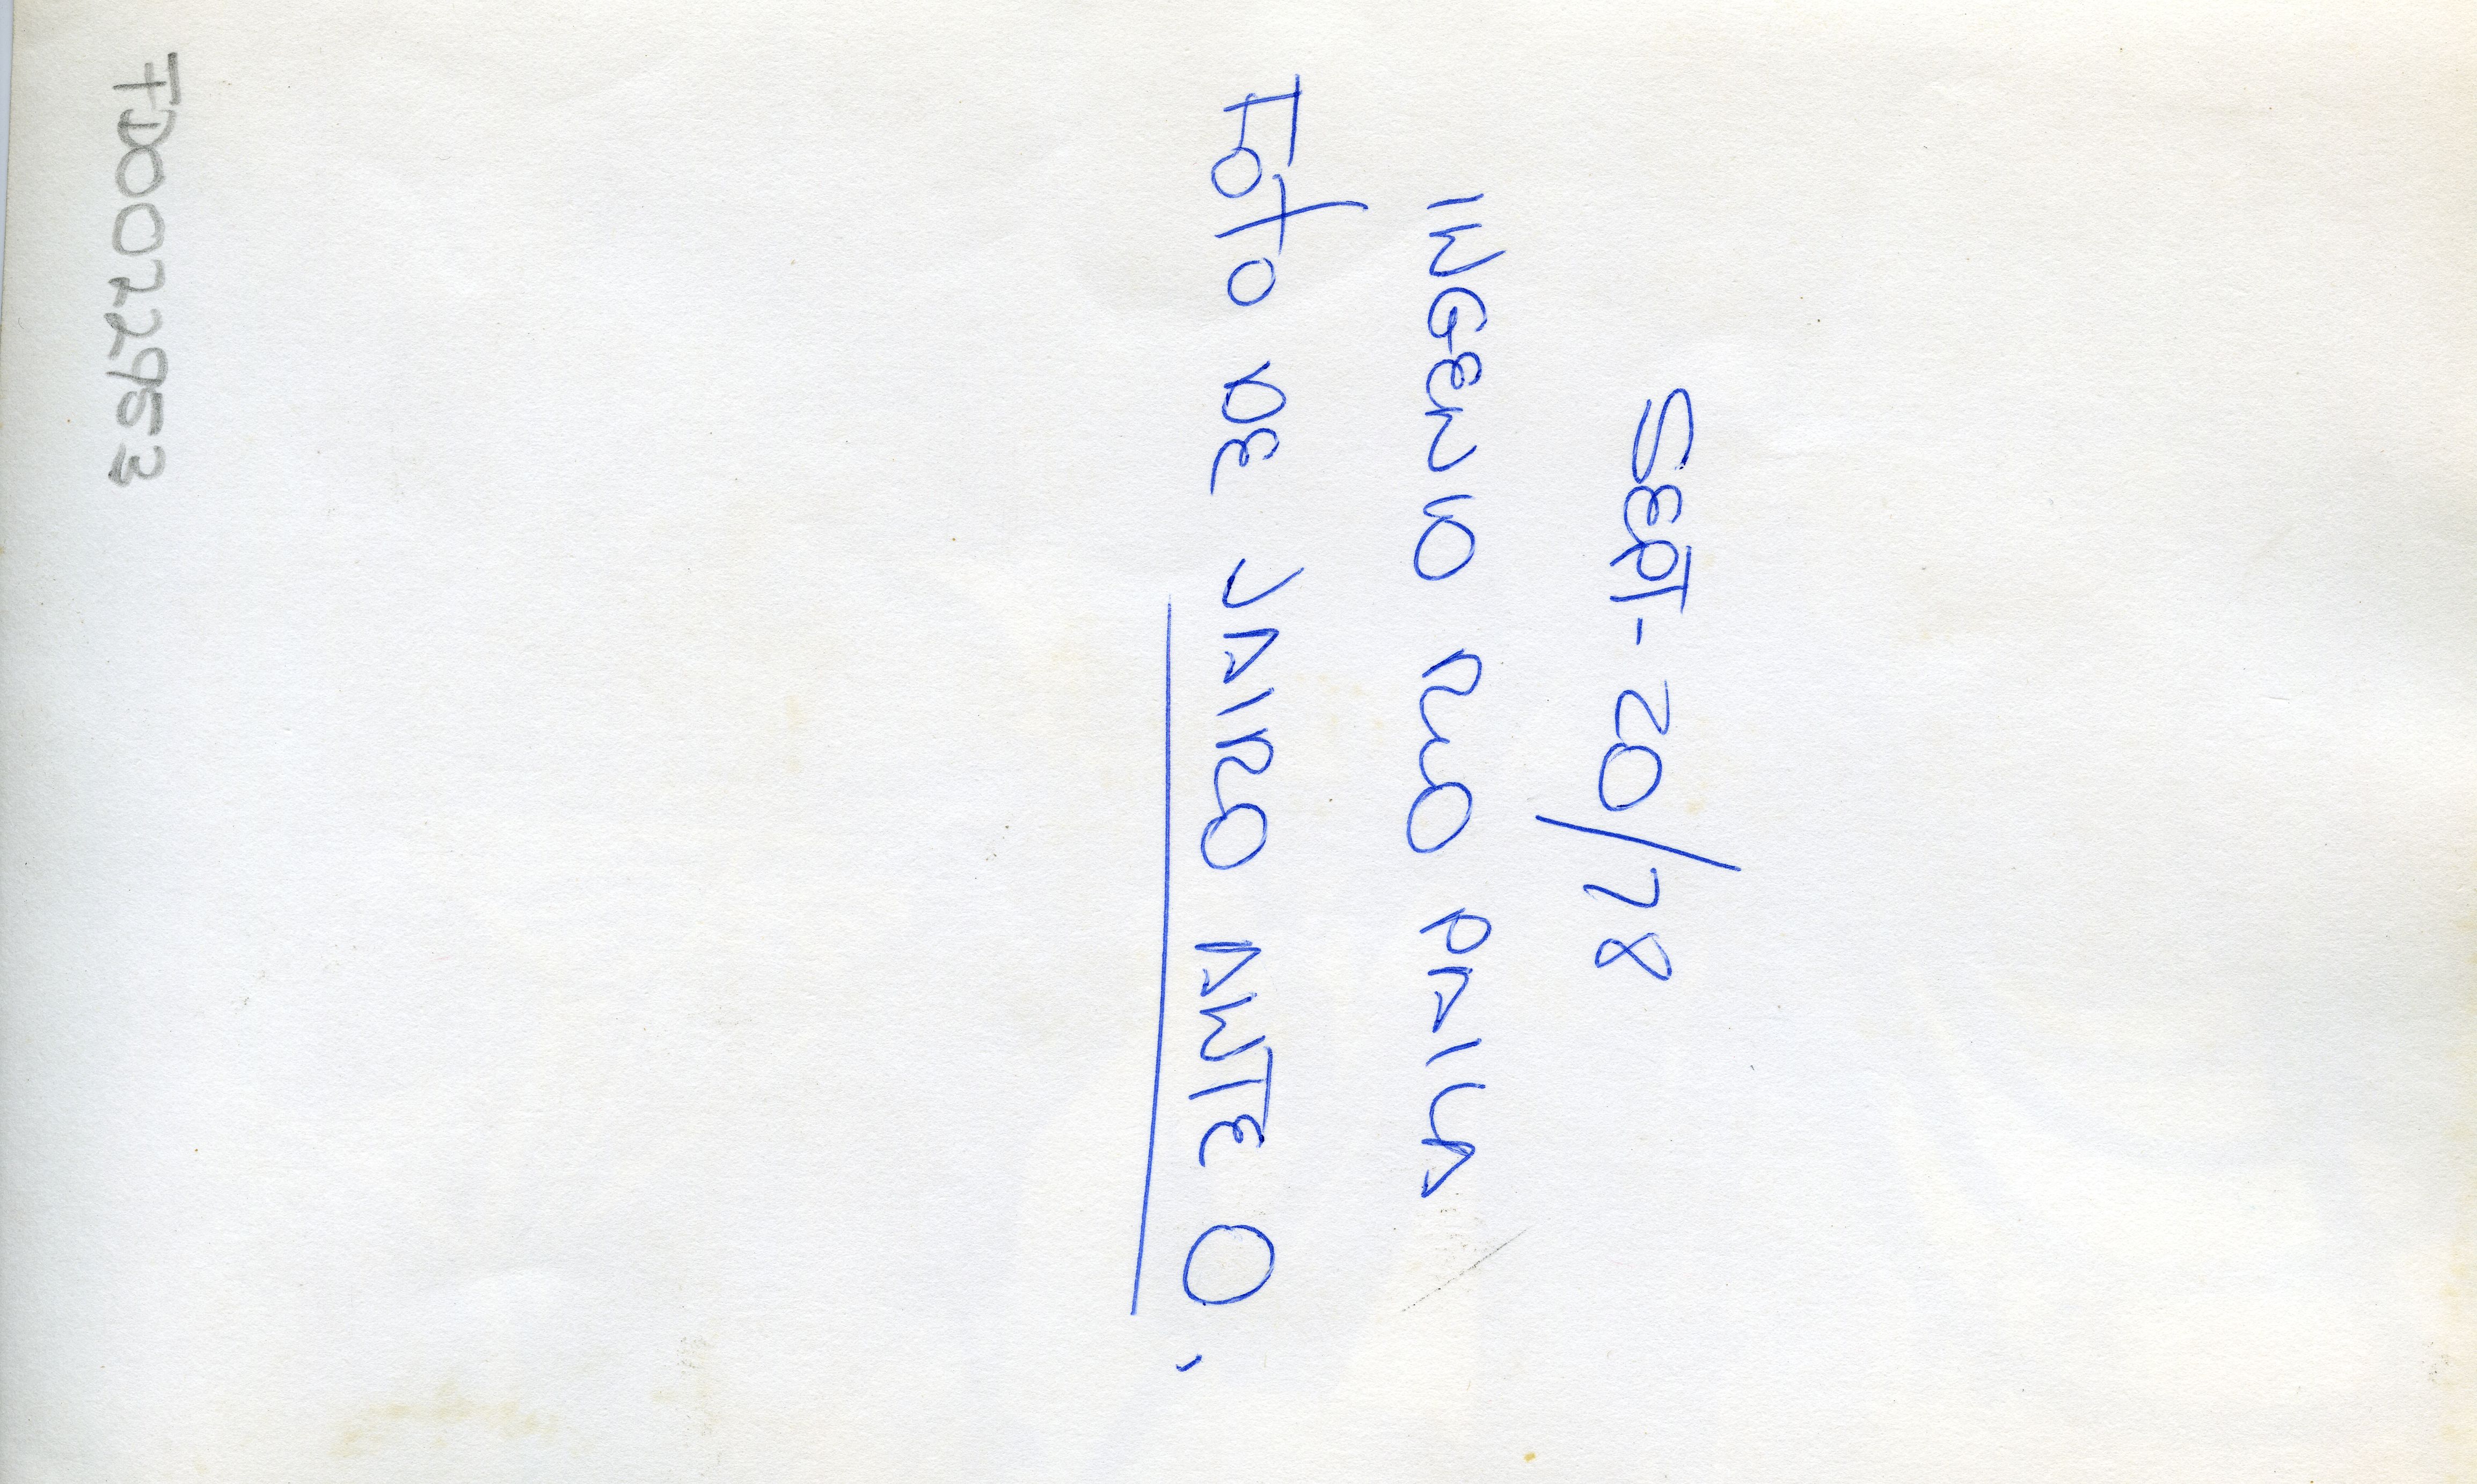 SEPT-20/78
INGENIO RIO PAILA
FOTO DE JAIRO ANTE O.
FD0022953